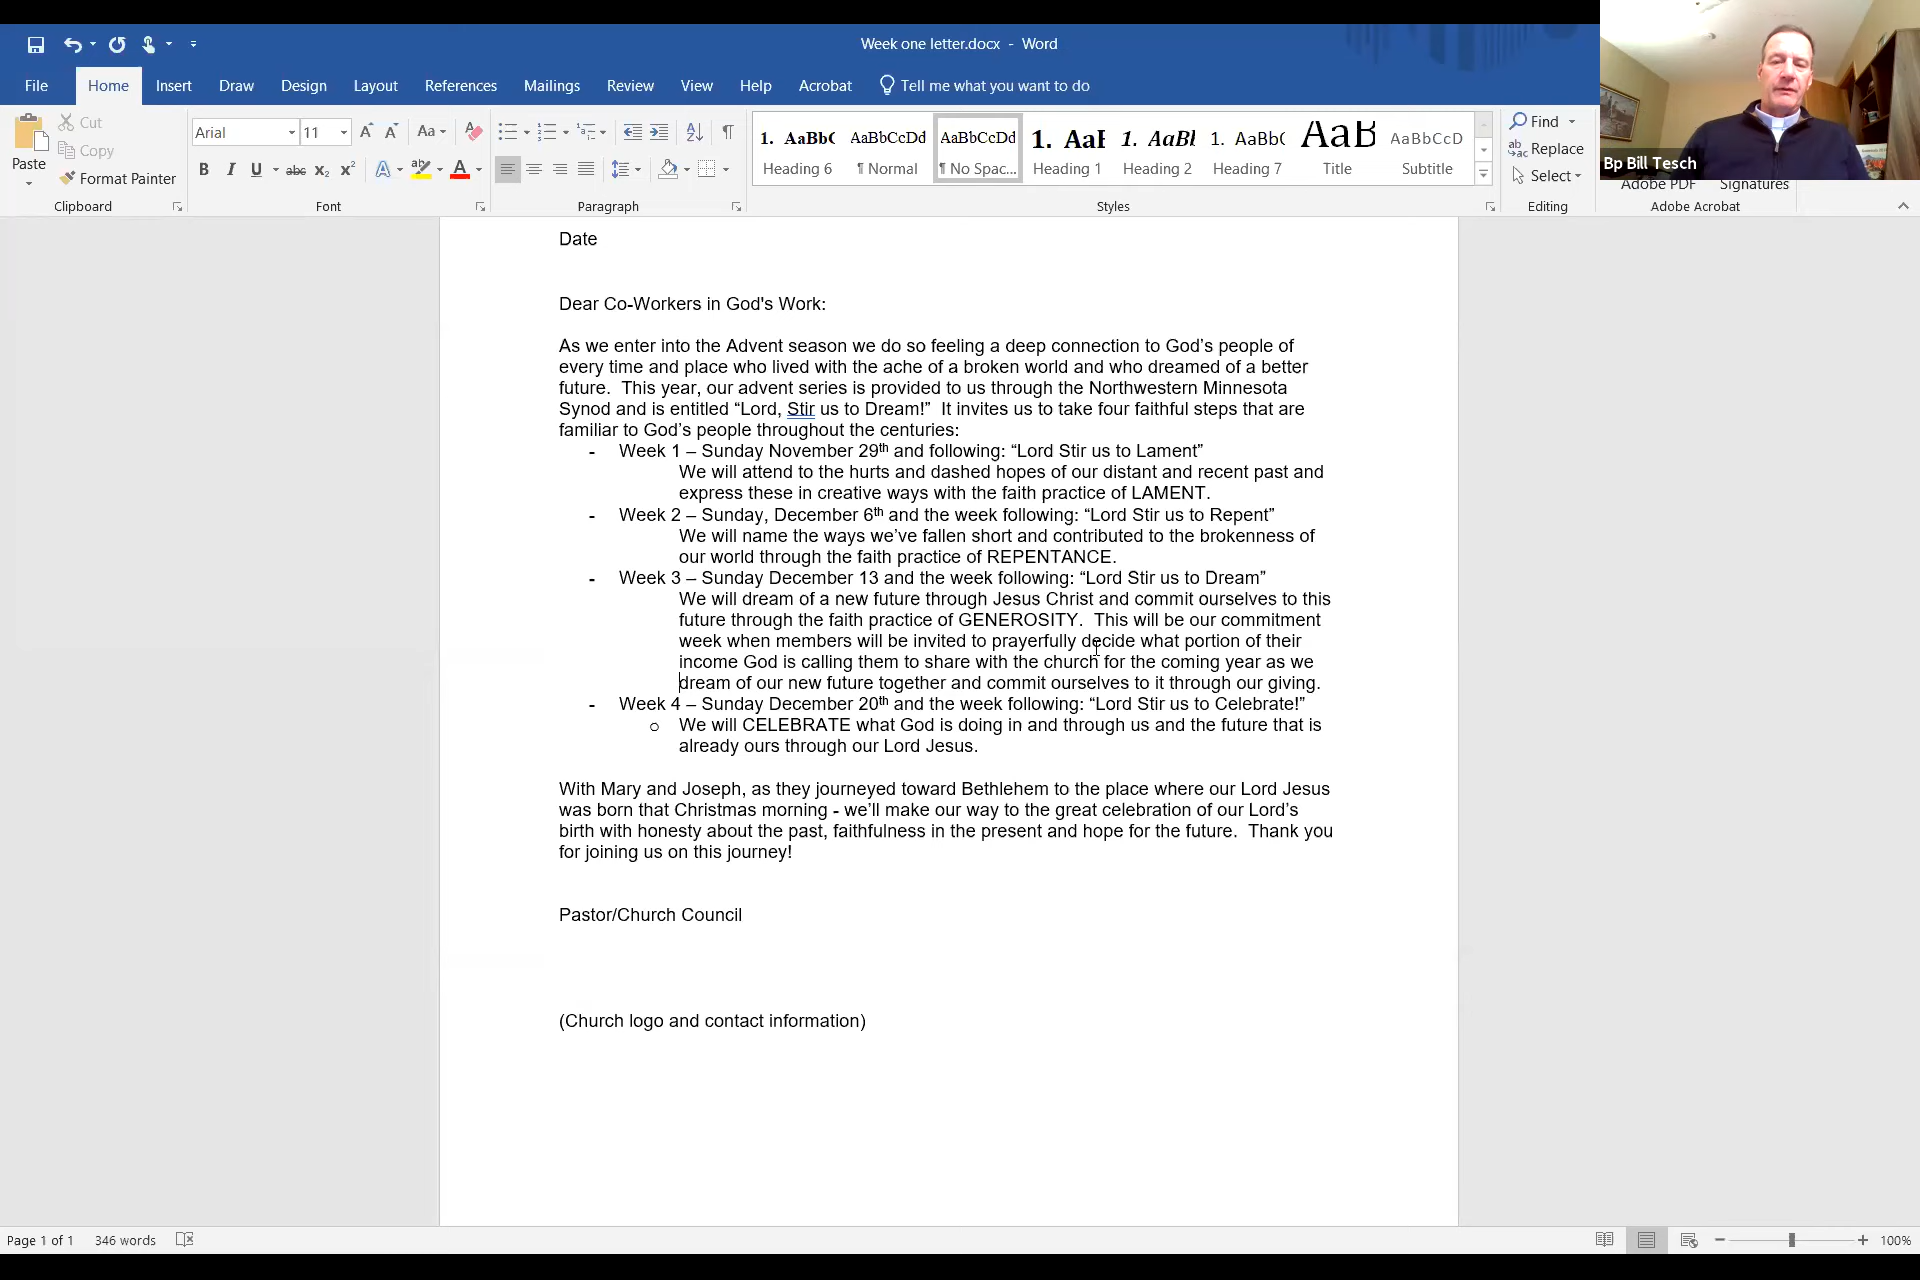 Week one letter.docx - Word
File Home Insert Draw Design Layout References Mailings Review View Help Acrobat Tell me what you want to do
Cut
Copy
Paste
Format Painter
Clipboard
Arial 11
Font
Paragraph
1. AaBbC AaBbCcDd AaBbCcDd 1. AaB 1. AaBb 1. AaBbC AaB AaBbCcD
Heading 6 ¶ Normal ¶ No Spac... Heading 1 Heading 2 Heading 7 Title Subtitle
Styles
Find
Replace
Select
Editing
Bp Bill Tesch
Adobe PDF Signatures
Adobe Acrobat
Date
Dear Co-Workers in God's Work:
As we enter into the Advent season we do so feeling a deep connection to God’s people of
every time and place who lived with the ache of a broken world and who dreamed of a better
future.  This year, our advent series is provided to us through the Northwestern Minnesota
Synod and is entitled “Lord, Stir us to Dream!”  It invites us to take four faithful steps that are
familiar to God’s people throughout the centuries:
- Week 1 – Sunday November 29th and following: “Lord Stir us to Lament”
We will attend to the hurts and dashed hopes of our distant and recent past and
express these in creative ways with the faith practice of LAMENT.
- Week 2 – Sunday, December 6th and the week following: “Lord Stir us to Repent”
We will name the ways we’ve fallen short and contributed to the brokenness of
our world through the faith practice of REPENTANCE.
- Week 3 – Sunday December 13 and the week following: “Lord Stir us to Dream”
We will dream of a new future through Jesus Christ and commit ourselves to this
future through the faith practice of GENEROSITY.  This will be our commitment
week when members will be invited to prayerfully decide what portion of their
income God is calling them to share with the church for the coming year as we
dream of our new future together and commit ourselves to it through our giving.
- Week 4 – Sunday December 20th and the week following: “Lord Stir us to Celebrate!”
o We will CELEBRATE what God is doing in and through us and the future that is
already ours through our Lord Jesus.
With Mary and Joseph, as they journeyed toward Bethlehem to the place where our Lord Jesus
was born that Christmas morning - we’ll make our way to the great celebration of our Lord’s
birth with honesty about the past, faithfulness in the present and hope for the future.  Thank you
for joining us on this journey!
Pastor/Church Council
(Church logo and contact information)
Page 1 of 1 346 words 100%